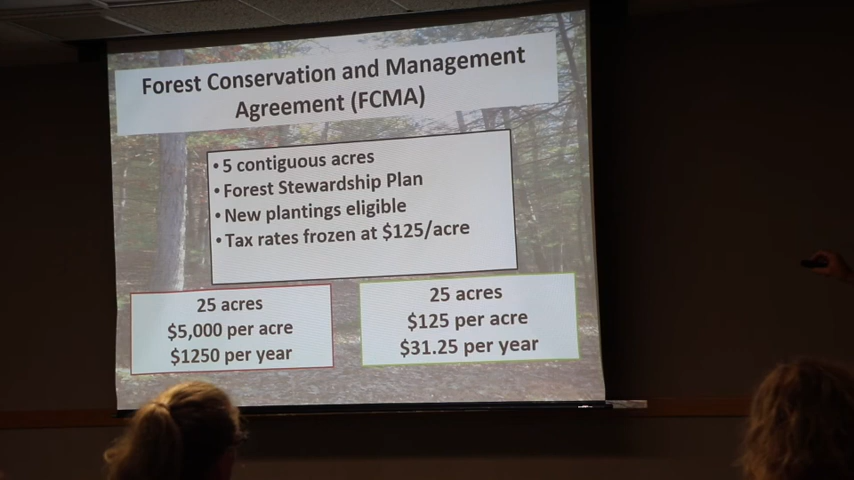 Forest Conservation and Management
Agreement (FCMA)
• 5 contiguous acres
• Forest Stewardship Plan
• New plantings eligible
• Tax rates frozen at $125/acre
25 acres
$5,000 per acre
$1250 per year
25 acres
$125 per acre
$31.25 per year